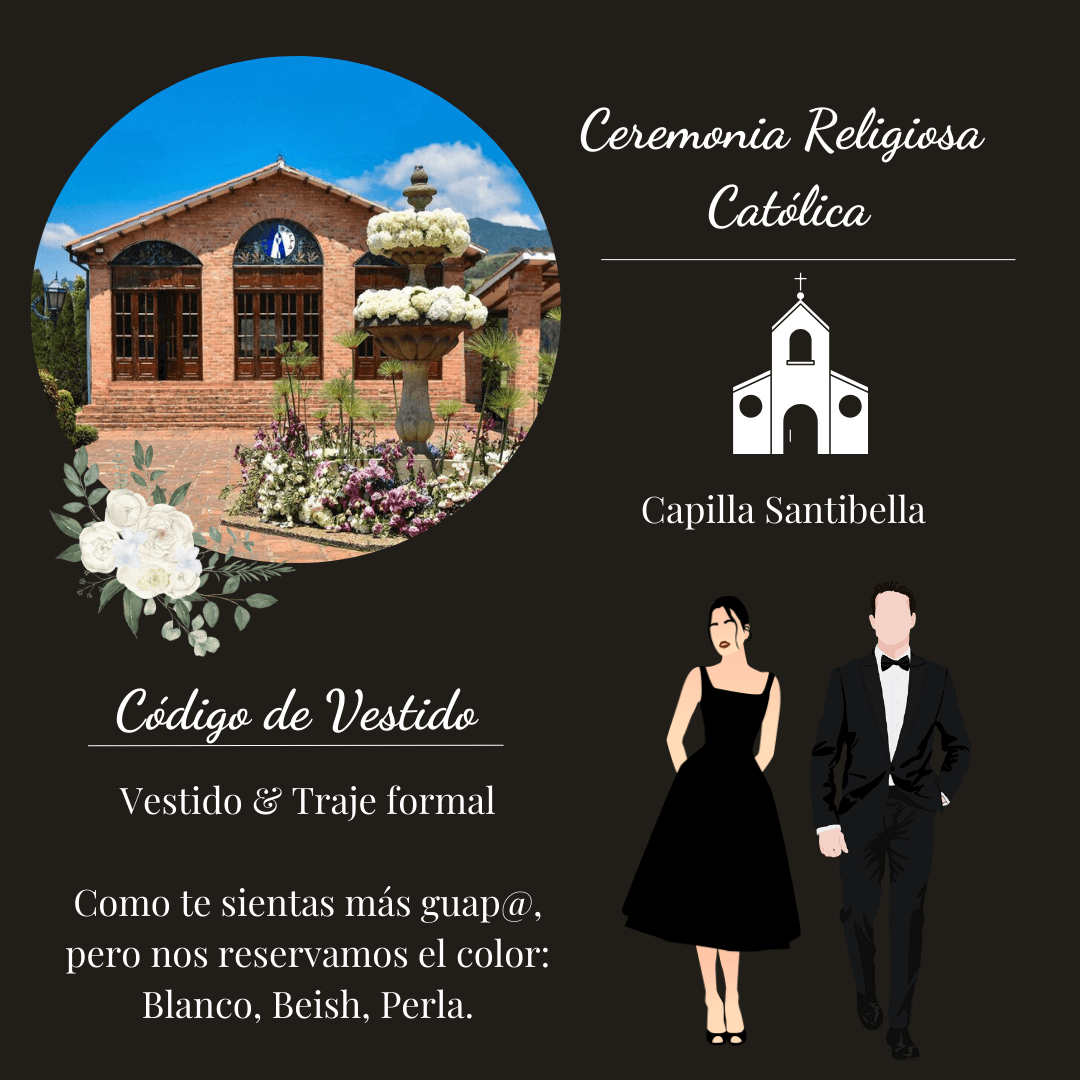 Ceremonia Religiosa
Católica
Capilla Santibella
Código de Vestido
Vestido & Traje formal
Como te sientas más guap@,
pero nos reservamos el color:
Blanco, Beish, Perla.